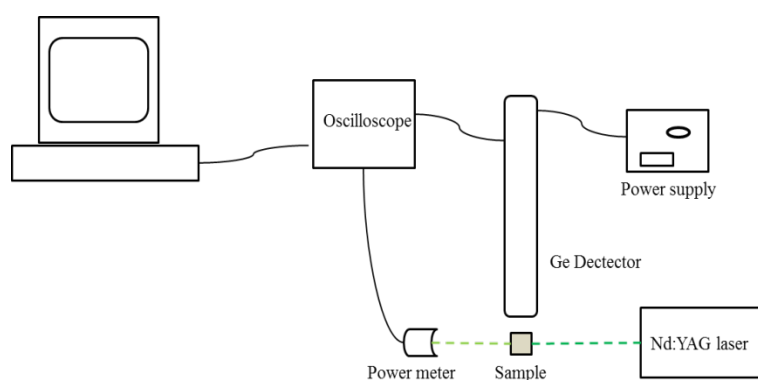 Oscilloscope
Power supply
Ge Dectector
Nd:YAG laser
Power meter
Sample